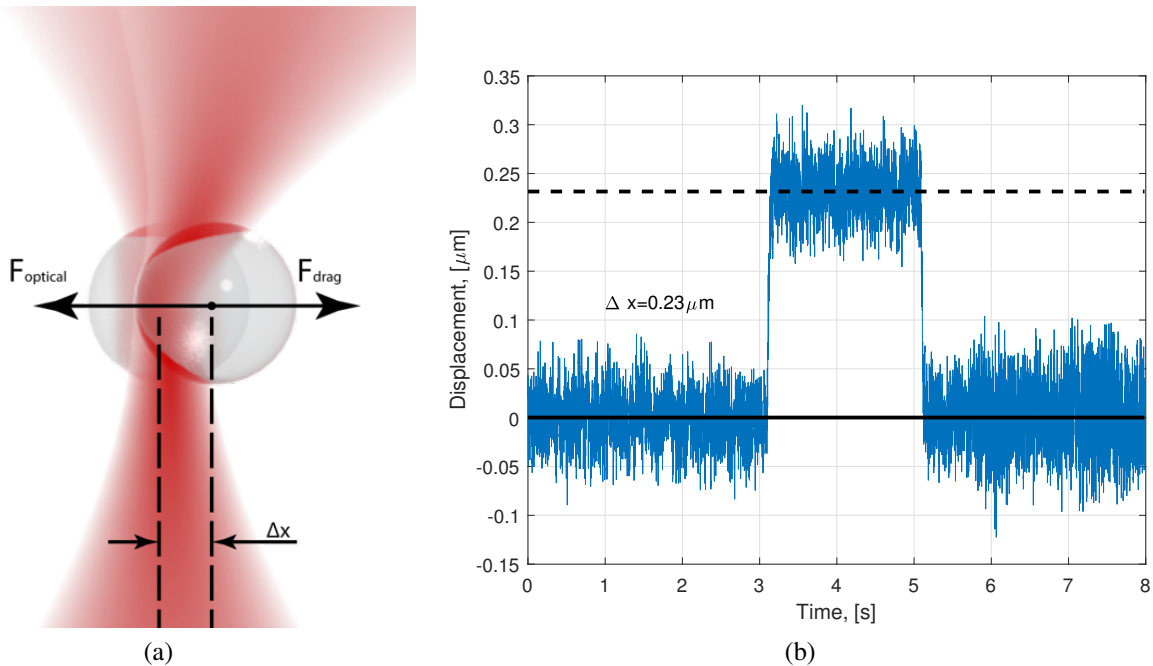 F optical
F drag
Δx
(a)
0.35
0.3
0.25
0.2
0.15
0.1
0.05
0
-0.05
-0.1
-0.15
Displacement, [μm]
Δ x=0.23μm
0 1 2 3 4 5 6 7 8
Time, [s]
(b)